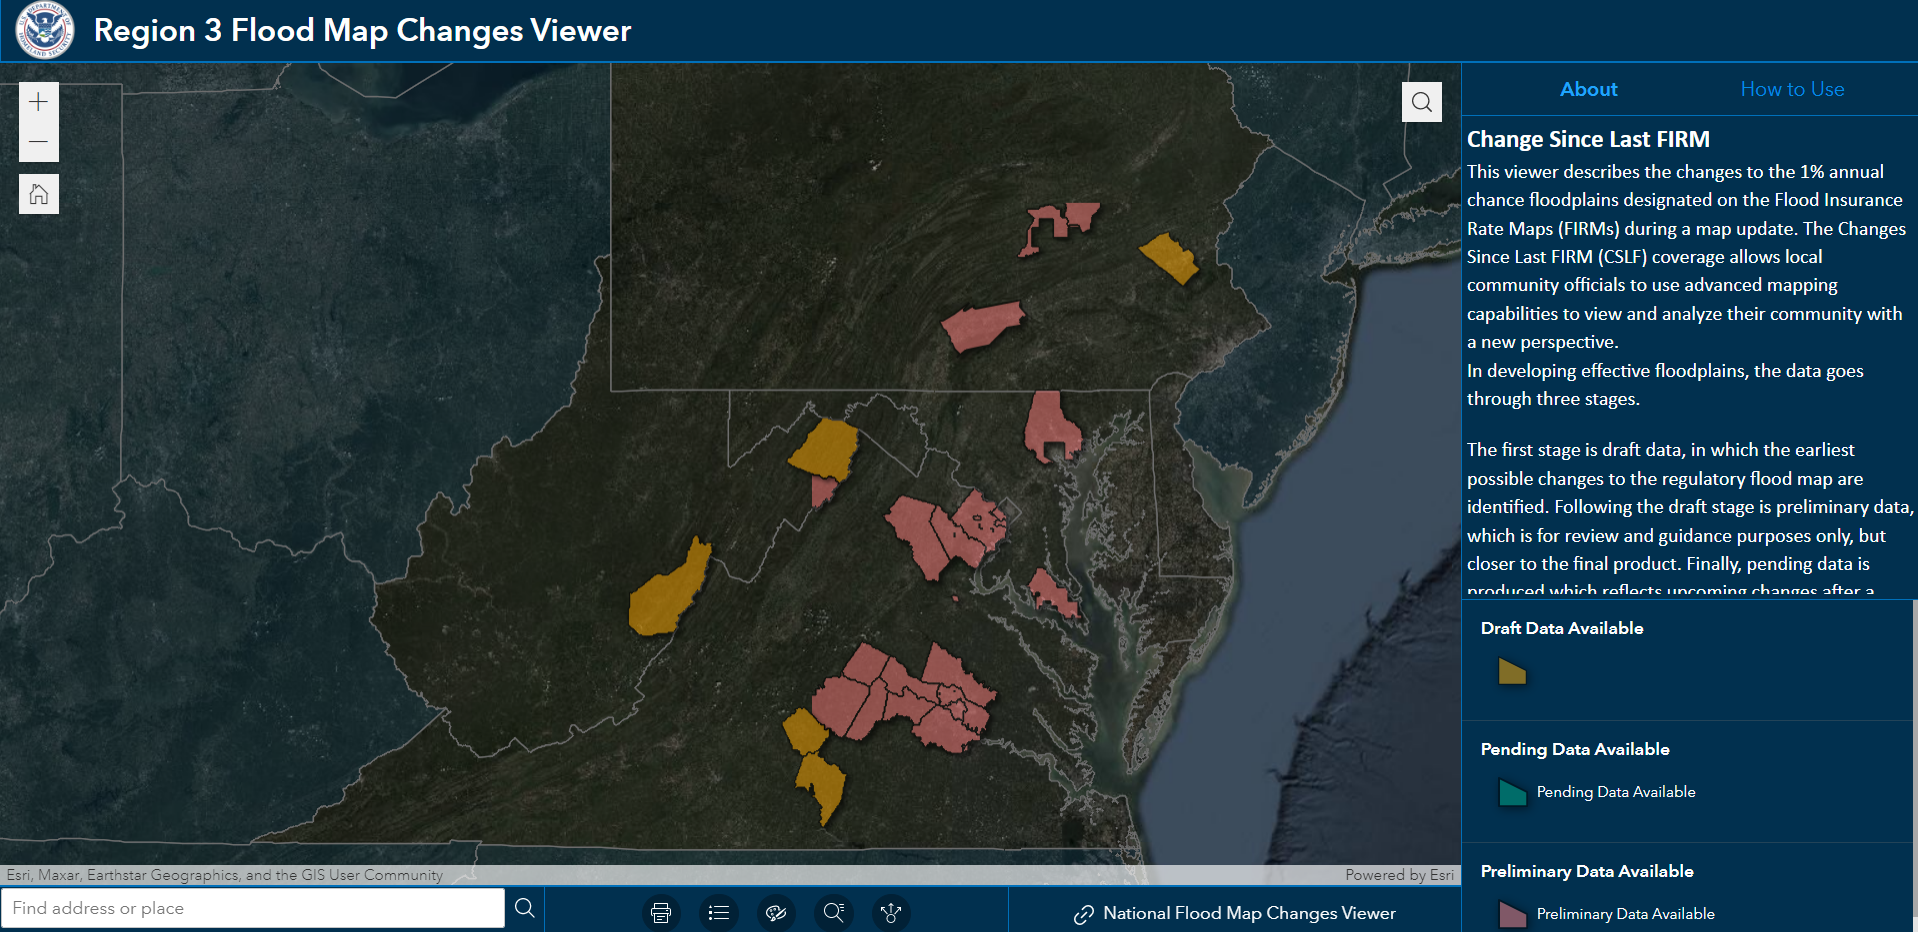 U.S. DEPARTMENT OF
HOMELAND SECURITY
Region 3 Flood Map Changes Viewer
About
How to Use
Change Since Last FIRM
This viewer describes the changes to the 1% annual
chance floodplains designated on the Flood Insurance
Rate Maps (FIRMs) during a map update. The Changes
Since Last FIRM (CSLF) coverage allows local
community officials to use advanced mapping
capabilities to view and analyze their community with
a new perspective.
In developing effective floodplains, the data goes
through three stages.
The first stage is draft data, in which the earliest
possible changes to the regulatory flood map are
identified. Following the draft stage is preliminary data,
which is for review and guidance purposes only, but
closer to the final product. Finally, pending data is
produced which reflects upcoming changes after a
Draft Data Available
Pending Data Available
Pending Data Available
Preliminary Data Available
Preliminary Data Available
Esri, Maxar, Earthstar Geographics, and the GIS User Community
Powered by Esri
Find address or place
National Flood Map Changes Viewer